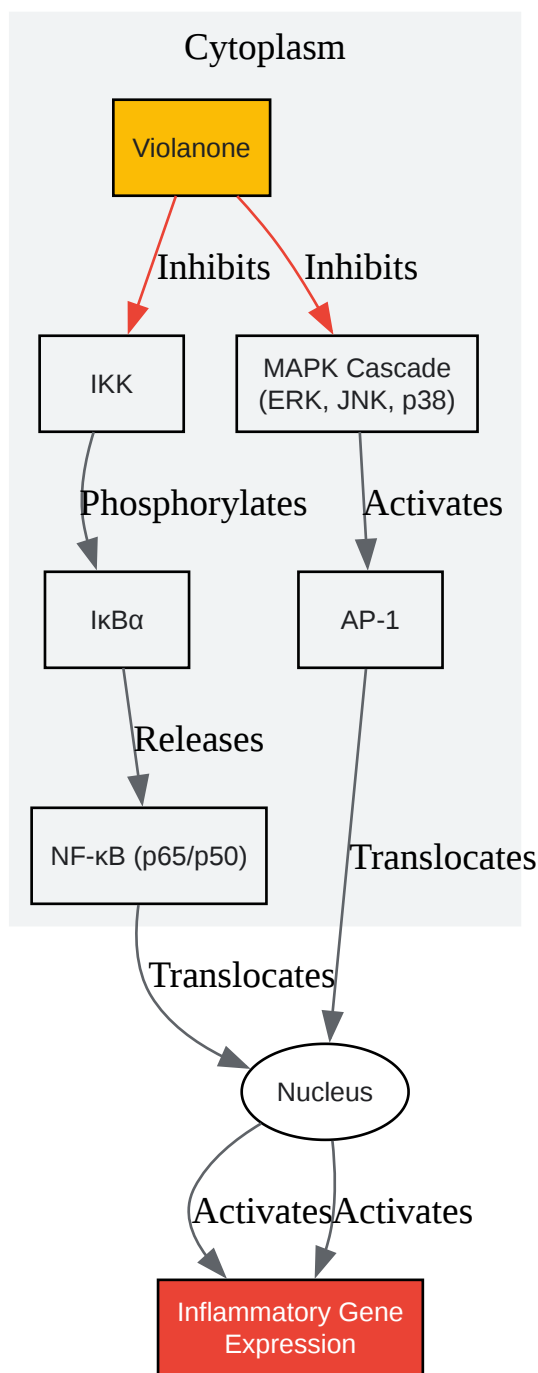 Cytoplasm
Violanone
Inhibits
Inhibits
IKK
MAPK Cascade
(ERK, JNK, p38)
Phosphorylates
Activates
IκBα
AP-1
Releases
NF-κB (p65/p50)
Translocates
Translocates
Nucleus
Activates
Activates
Inflammatory Gene
Expression